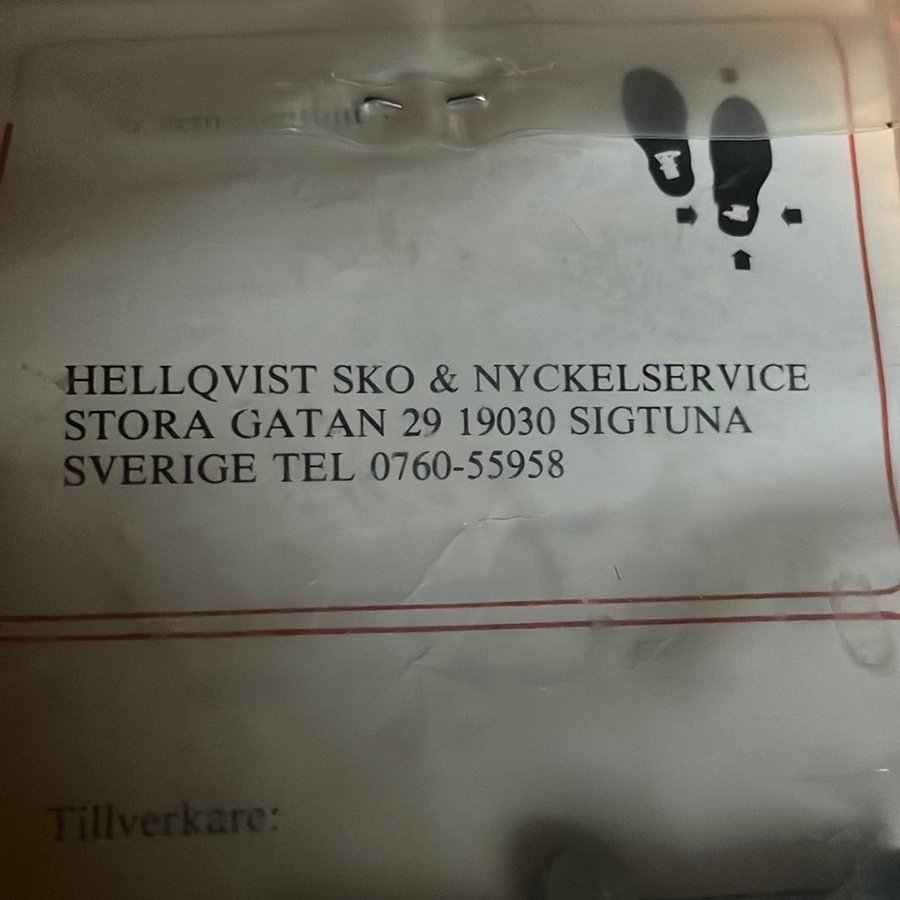 HELLQVIST SKO & NYCKELSERVICE
STORA GATAN 29 19030 SIGTUNA
SVERIGE TEL 0760-55958
Tillverkare: